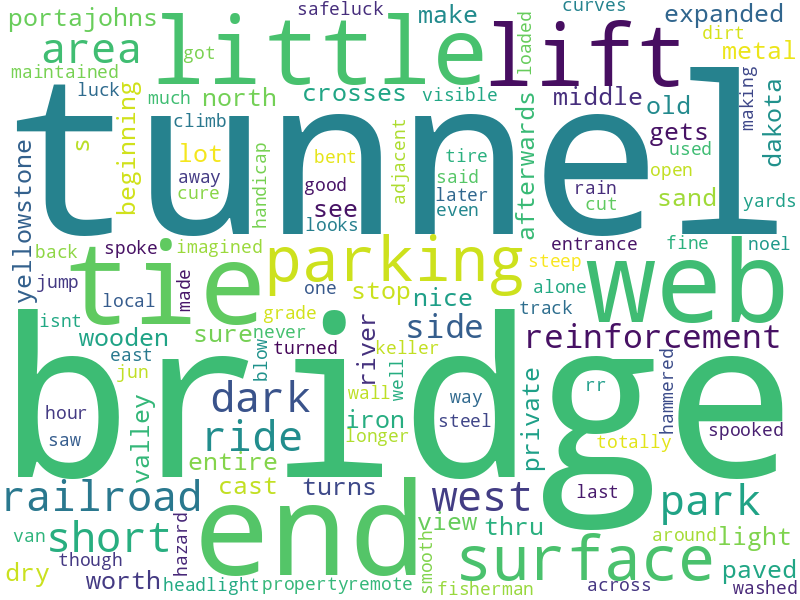 safeluck
curves
portajohns
make
expanded
little
lift
area
got
loaded
dirt
metal
maintained
luck
much
north
crosses
visible
middle
old
making
tunnel
s
beginning
climb
gets
dakota
lot
bent
tire
adjacent
afterwards
rain
used
away
good
said
open
cure
handicap
see
later
cut
sand
yards
yellowstone
looks
even
back
spoke
imagined
parking
entrance
fine
noel
tie
steep
web
jump
made
one
stop
nice
alone
local
grade
track
isnt
wooden
sure
never
river
side
reinforcement
east
blow
turned
keller
jun
dark
wall
well
private
hammered
bridge
hour
valley
longer
way
rr
saw
ride
iron
steel
totally
spooked
entire
railroad
cast
turns
end
west
last
park
van
short
hazard
view
thru
around
light
though
smooth
surface
paved
dry
worth
headlight
property
remote
fisherman
across
washed